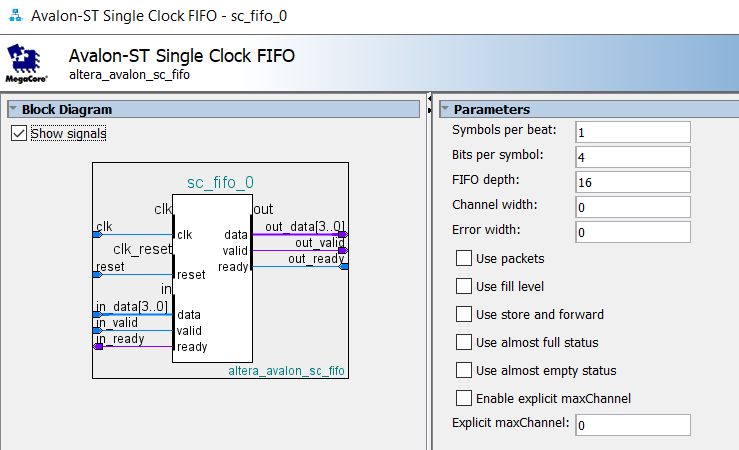 Avalon-ST Single Clock FIFO - sc_fifo_0
MegaCore®
Avalon-ST Single Clock FIFO
altera_avalon_sc_fifo
Block Diagram
Show signals
sc_fifo_0
clk
out
clk
clk
data
out_data[3..0]
valid
out_valid
ready
out_ready
clk_reset
reset
reset
in
in_data[3..0]
data
in_valid
valid
in_ready
ready
altera_avalon_sc_fifo
Parameters
Symbols per beat: 1
Bits per symbol: 4
FIFO depth: 16
Channel width: 0
Error width: 0
Use packets
Use fill level
Use store and forward
Use almost full status
Use almost empty status
Enable explicit maxChannel
Explicit maxChannel: 0